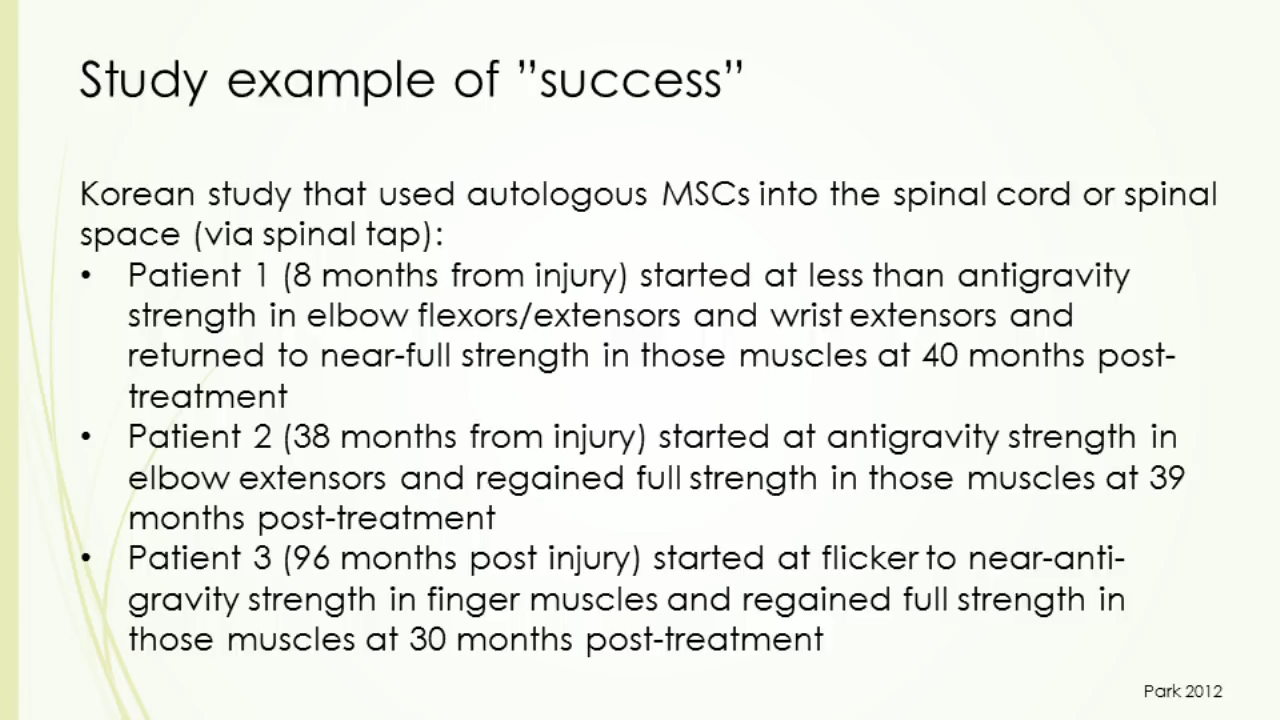 Study example of ”success”
Korean study that used autologous MSCs into the spinal cord or spinal
space (via spinal tap):
• Patient 1 (8 months from injury) started at less than antigravity
strength in elbow flexors/extensors and wrist extensors and
returned to near-full strength in those muscles at 40 months post-
treatment
• Patient 2 (38 months from injury) started at antigravity strength in
elbow extensors and regained full strength in those muscles at 39
months post-treatment
• Patient 3 (96 months post injury) started at flicker to near-anti-
gravity strength in finger muscles and regained full strength in
those muscles at 30 months post-treatment
Park 2012